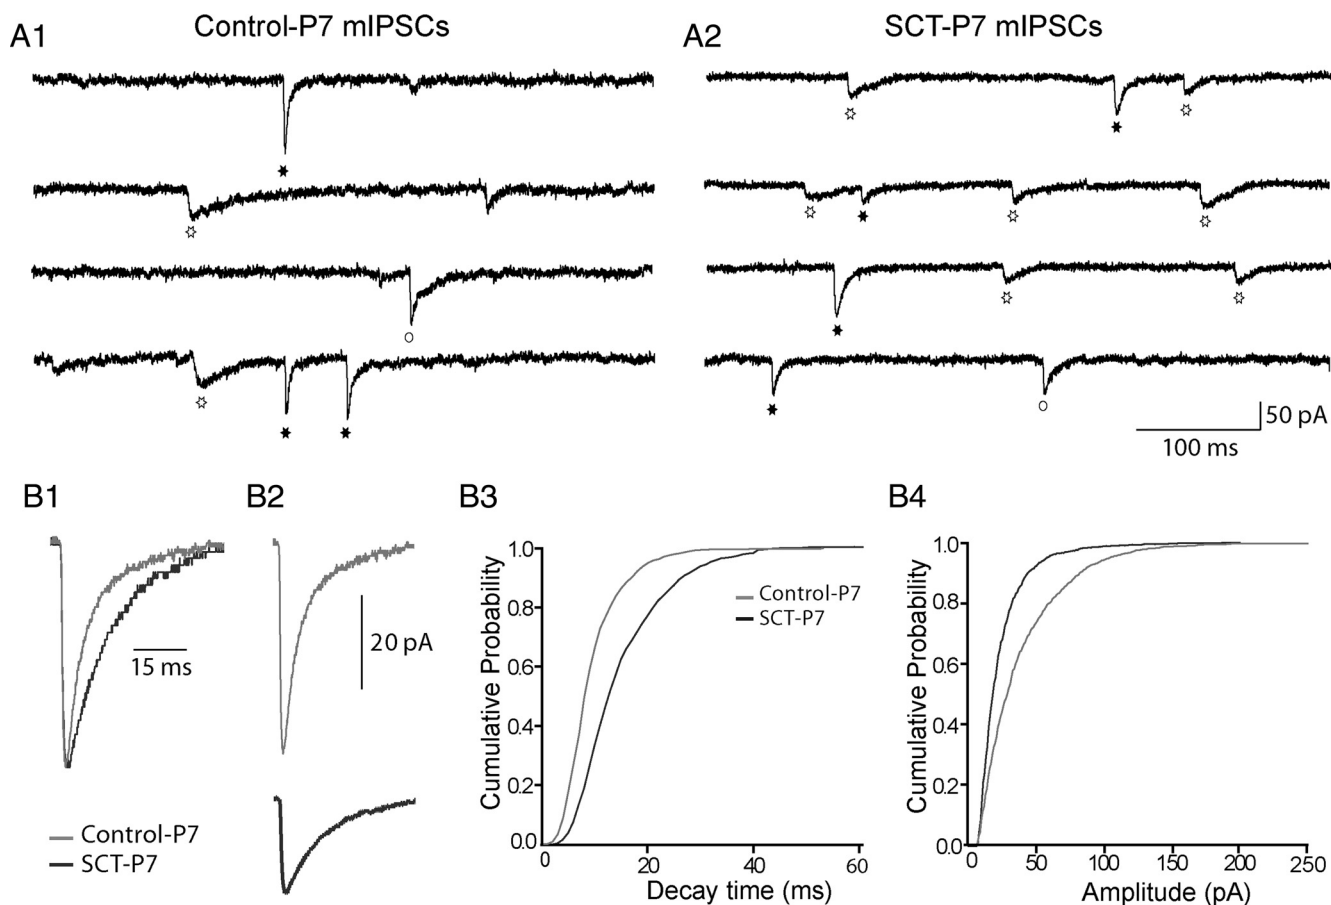 A1 Control-P7 mIPSCs
A2 SCT-P7 mIPSCs
50 pA
100 ms
B1
B2
B3
B4
15 ms
20 pA
Control-P7
SCT-P7
Cumulative Probability
1.0
0.8
0.6
0.4
0.2
0.0
0 20 40 60
Decay time (ms)
Control-P7
SCT-P7
Cumulative Probability
1.0
0.8
0.6
0.4
0.2
0.0
0 50 100 150 200 250
Amplitude (pA)